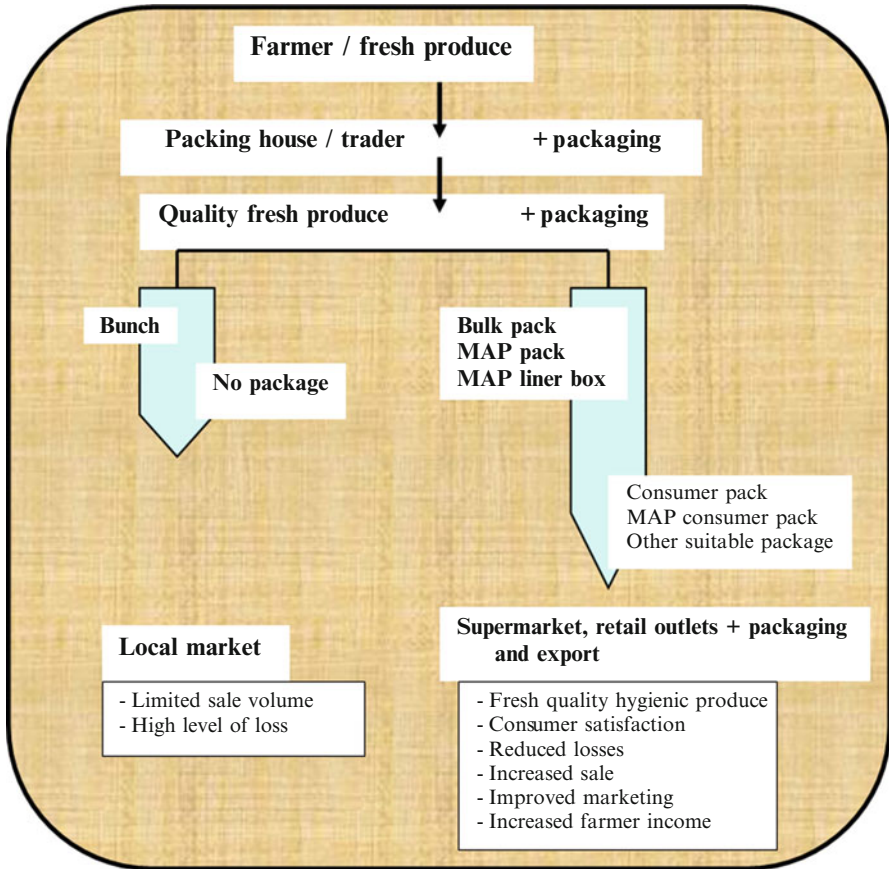 Farmer / fresh produce
Packing house / trader + packaging
Quality fresh produce + packaging
Bunch
No package
Bulk pack
MAP pack
MAP liner box
Consumer pack
MAP consumer pack
Other suitable package
Local market
- Limited sale volume
- High level of loss
Supermarket, retail outlets + packaging
and export
- Fresh quality hygienic produce
- Consumer satisfaction
- Reduced losses
- Increased sale
- Improved marketing
- Increased farmer income